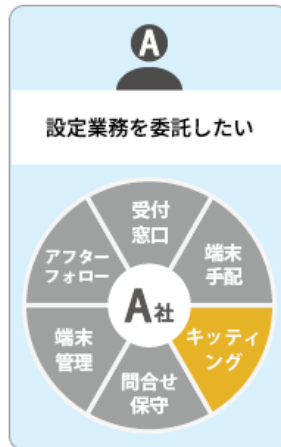 A
設定業務を委託したい
受付
窓口
端末
手配
キッティ
ング
問合せ
保守
端末
管理
アフター
フォロー
A社